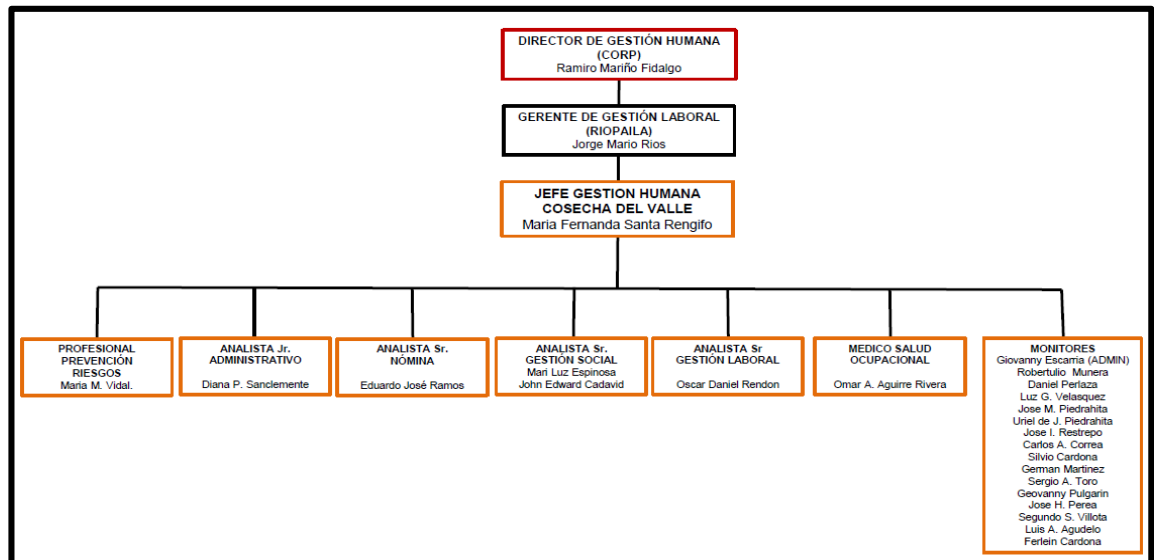 DIRECTOR DE GESTIÓN HUMANA
(CORP)
Ramiro Mariño Fidalgo
GERENTE DE GESTIÓN LABORAL
(RIOPAILA)
Jorge Mario Rios
JEFE GESTION HUMANA
COSECHA DEL VALLE
Maria Fernanda Santa Rengifo
PROFESIONAL
PREVENCIÓN
RIESGOS
Maria M. Vidal.
ANALISTA Jr.
ADMINISTRATIVO
Diana P. Sanclemente
ANALISTA Sr.
NÓMINA
Eduardo José Ramos
ANALISTA Sr.
GESTIÓN SOCIAL
Mari Luz Espinosa
John Edward Cadavid
ANALISTA Sr
GESTIÓN LABORAL
Oscar Daniel Rendon
MEDICO SALUD
OCUPACIONAL
Omar A. Aguirre Rivera
MONITORES
Giovanny Escarria (ADMIN)
Robertulio Munera
Daniel Perlaza
Luz G. Velasquez
Jose M. Piedrahita
Uriel de J. Piedrahita
Jose I. Restrepo
Carlos A. Correa
Silvio Cardona
German Martinez
Sergio A. Toro
Geovanny Pulgarin
Jose H. Perea
Segundo S. Villota
Luis A. Agudelo
Ferlein Cardona